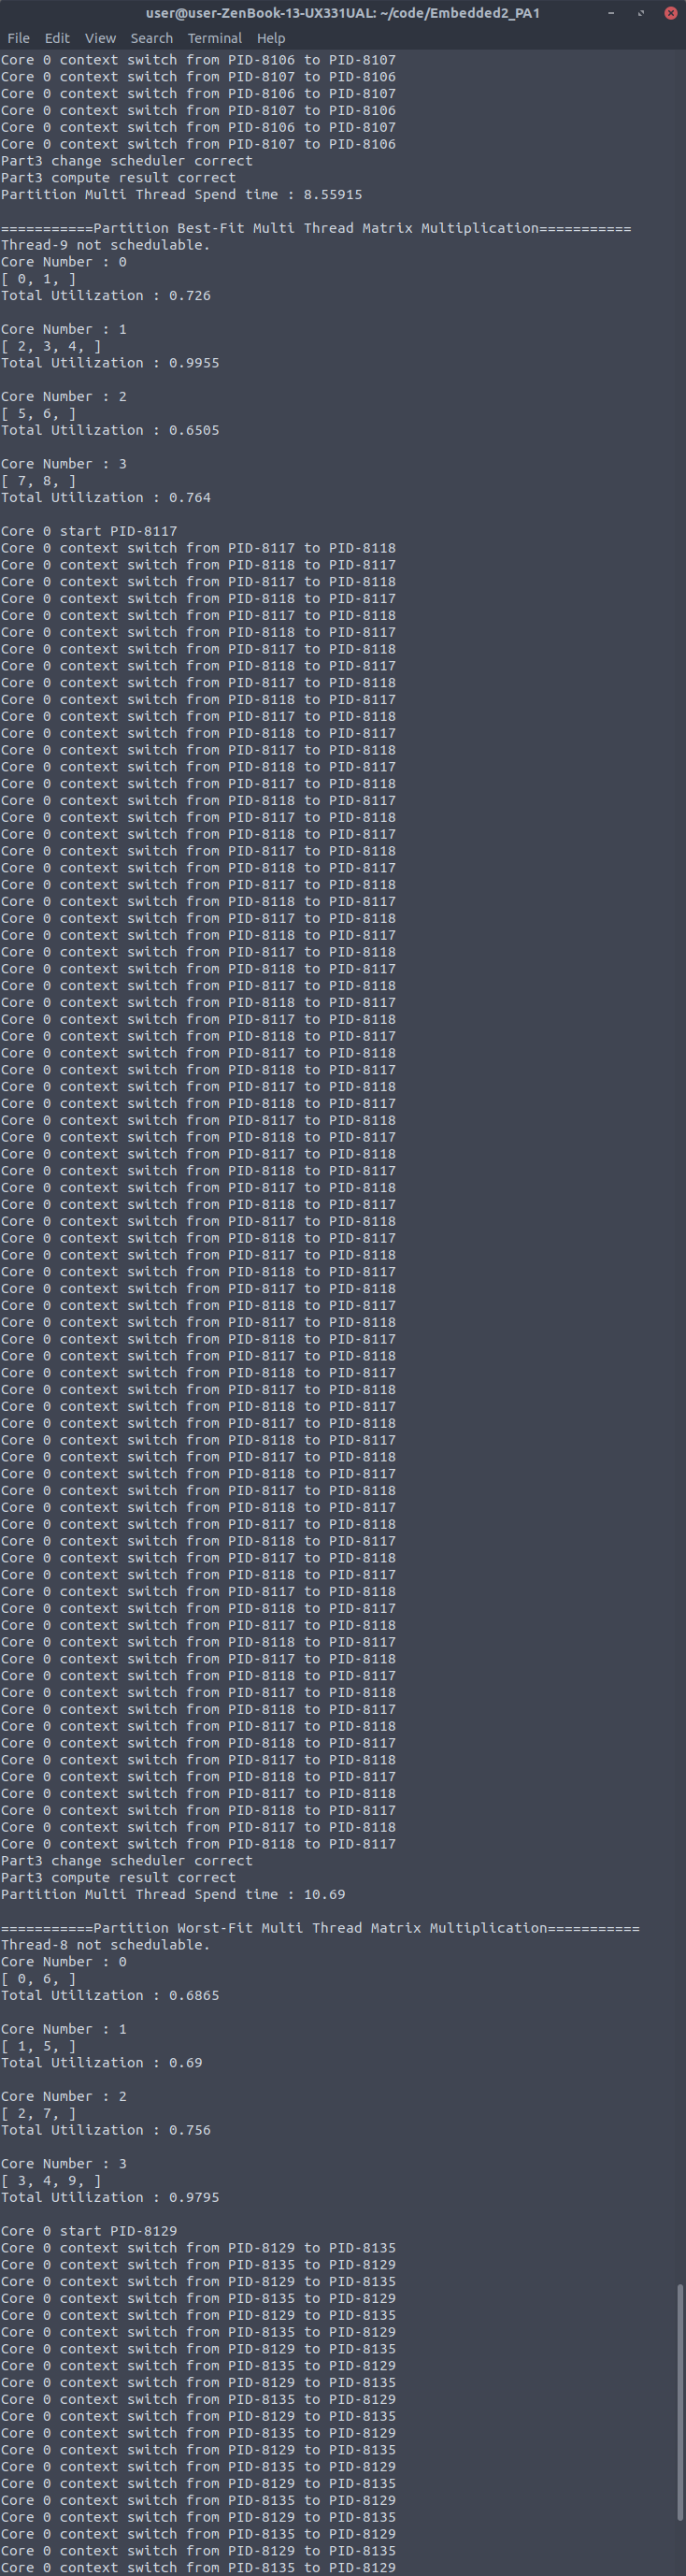 user@user-ZenBook-13-UX331UAL: ~/code/Embedded2_PA1
File Edit View Search Terminal Help
Core 0 context switch from PID-8106 to PID-8107
Core 0 context switch from PID-8107 to PID-8106
Core 0 context switch from PID-8106 to PID-8107
Core 0 context switch from PID-8107 to PID-8106
Core 0 context switch from PID-8106 to PID-8107
Core 0 context switch from PID-8107 to PID-8106
Part3 change scheduler correct
Part3 compute result correct
Partition Multi Thread Spend time : 8.55915
===========Partition Best-Fit Multi Thread Matrix Multiplication===========
Thread-9 not schedulable.
Core Number : 0
[ 0, 1, ]
Total Utilization : 0.726
Core Number : 1
[ 2, 3, 4, ]
Total Utilization : 0.9955
Core Number : 2
[ 5, 6, ]
Total Utilization : 0.6505
Core Number : 3
[ 7, 8, ]
Total Utilization : 0.764
Core 0 start PID-8117
Core 0 context switch from PID-8117 to PID-8118
Core 0 context switch from PID-8118 to PID-8117
Core 0 context switch from PID-8117 to PID-8118
Core 0 context switch from PID-8118 to PID-8117
Core 0 context switch from PID-8117 to PID-8118
Core 0 context switch from PID-8118 to PID-8117
Core 0 context switch from PID-8117 to PID-8118
Core 0 context switch from PID-8118 to PID-8117
Core 0 context switch from PID-8117 to PID-8118
Core 0 context switch from PID-8118 to PID-8117
Core 0 context switch from PID-8117 to PID-8118
Core 0 context switch from PID-8118 to PID-8117
Core 0 context switch from PID-8117 to PID-8118
Core 0 context switch from PID-8118 to PID-8117
Core 0 context switch from PID-8117 to PID-8118
Core 0 context switch from PID-8118 to PID-8117
Core 0 context switch from PID-8117 to PID-8118
Core 0 context switch from PID-8118 to PID-8117
Core 0 context switch from PID-8117 to PID-8118
Core 0 context switch from PID-8118 to PID-8117
Core 0 context switch from PID-8117 to PID-8118
Core 0 context switch from PID-8118 to PID-8117
Core 0 context switch from PID-8117 to PID-8118
Core 0 context switch from PID-8118 to PID-8117
Core 0 context switch from PID-8117 to PID-8118
Core 0 context switch from PID-8118 to PID-8117
Core 0 context switch from PID-8117 to PID-8118
Core 0 context switch from PID-8118 to PID-8117
Core 0 context switch from PID-8117 to PID-8118
Core 0 context switch from PID-8118 to PID-8117
Core 0 context switch from PID-8117 to PID-8118
Core 0 context switch from PID-8118 to PID-8117
Core 0 context switch from PID-8117 to PID-8118
Core 0 context switch from PID-8118 to PID-8117
Core 0 context switch from PID-8117 to PID-8118
Core 0 context switch from PID-8118 to PID-8117
Core 0 context switch from PID-8117 to PID-8118
Core 0 context switch from PID-8118 to PID-8117
Core 0 context switch from PID-8117 to PID-8118
Core 0 context switch from PID-8118 to PID-8117
Core 0 context switch from PID-8117 to PID-8118
Core 0 context switch from PID-8118 to PID-8117
Core 0 context switch from PID-8117 to PID-8118
Core 0 context switch from PID-8118 to PID-8117
Core 0 context switch from PID-8117 to PID-8118
Core 0 context switch from PID-8118 to PID-8117
Core 0 context switch from PID-8117 to PID-8118
Core 0 context switch from PID-8118 to PID-8117
Core 0 context switch from PID-8117 to PID-8118
Core 0 context switch from PID-8118 to PID-8117
Core 0 context switch from PID-8117 to PID-8118
Core 0 context switch from PID-8118 to PID-8117
Core 0 context switch from PID-8117 to PID-8118
Core 0 context switch from PID-8118 to PID-8117
Core 0 context switch from PID-8117 to PID-8118
Core 0 context switch from PID-8118 to PID-8117
Core 0 context switch from PID-8117 to PID-8118
Core 0 context switch from PID-8118 to PID-8117
Core 0 context switch from PID-8117 to PID-8118
Core 0 context switch from PID-8118 to PID-8117
Core 0 context switch from PID-8117 to PID-8118
Core 0 context switch from PID-8118 to PID-8117
Core 0 context switch from PID-8117 to PID-8118
Core 0 context switch from PID-8118 to PID-8117
Core 0 context switch from PID-8117 to PID-8118
Core 0 context switch from PID-8118 to PID-8117
Core 0 context switch from PID-8117 to PID-8118
Core 0 context switch from PID-8118 to PID-8117
Core 0 context switch from PID-8117 to PID-8118
Core 0 context switch from PID-8118 to PID-8117
Core 0 context switch from PID-8117 to PID-8118
Core 0 context switch from PID-8118 to PID-8117
Core 0 context switch from PID-8117 to PID-8118
Core 0 context switch from PID-8118 to PID-8117
Core 0 context switch from PID-8117 to PID-8118
Core 0 context switch from PID-8118 to PID-8117
Core 0 context switch from PID-8117 to PID-8118
Core 0 context switch from PID-8118 to PID-8117
Part3 change scheduler correct
Part3 compute result correct
Partition Multi Thread Spend time : 10.69
===========Partition Worst-Fit Multi Thread Matrix Multiplication===========
Thread-8 not schedulable.
Core Number : 0
[ 0, 6, ]
Total Utilization : 0.6865
Core Number : 1
[ 1, 5, ]
Total Utilization : 0.69
Core Number : 2
[ 2, 7, ]
Total Utilization : 0.756
Core Number : 3
[ 3, 4, 9, ]
Total Utilization : 0.9795
Core 0 start PID-8129
Core 0 context switch from PID-8129 to PID-8135
Core 0 context switch from PID-8135 to PID-8129
Core 0 context switch from PID-8129 to PID-8135
Core 0 context switch from PID-8135 to PID-8129
Core 0 context switch from PID-8129 to PID-8135
Core 0 context switch from PID-8135 to PID-8129
Core 0 context switch from PID-8129 to PID-8135
Core 0 context switch from PID-8135 to PID-8129
Core 0 context switch from PID-8129 to PID-8135
Core 0 context switch from PID-8135 to PID-8129
Core 0 context switch from PID-8129 to PID-8135
Core 0 context switch from PID-8135 to PID-8129
Core 0 context switch from PID-8129 to PID-8135
Core 0 context switch from PID-8135 to PID-8129
Core 0 context switch from PID-8129 to PID-8135
Core 0 context switch from PID-8135 to PID-8129
Core 0 context switch from PID-8129 to PID-8135
Core 0 context switch from PID-8135 to PID-8129
Core 0 context switch from PID-8129 to PID-8135
Core 0 context switch from PID-8135 to PID-8129